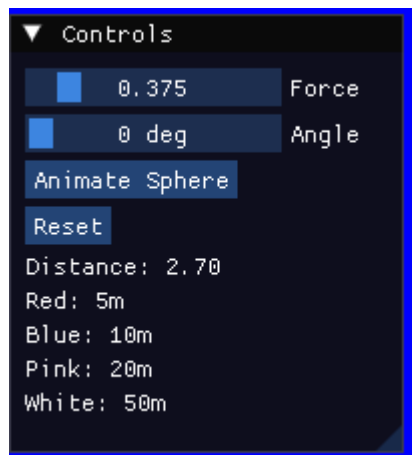 ▼ Controls
0.375 Force
0 deg Angle
Animate Sphere
Reset
Distance: 2.70
Red: 5m
Blue: 10m
Pink: 20m
White: 50m